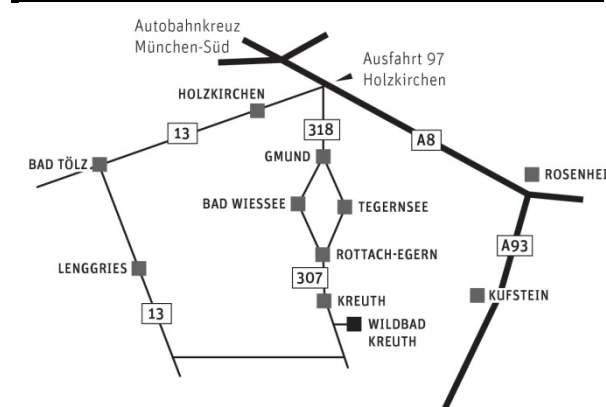 Autobahnkreuz
München-Süd
Ausfahrt 97
Holzkirchen
HOLZKIRCHEN
13
318
A8
GMUND
BAD TÖLZ
ROSENHEI
BAD WIESSEE
TEGERNSEE
A93
ROTTACH-EGERN
LENGGRIES
307
KREUTH
KUFSTEIN
13
WILDBAD
KREUTH